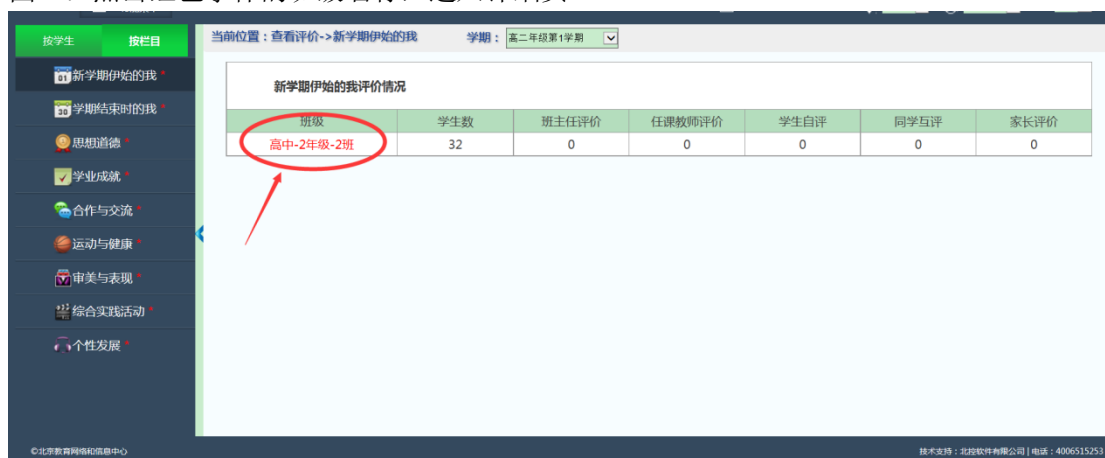 按学生 按栏目 当前位置：查看评价->新学期伊始的我 学期： 高二年级第1学期
新学期伊始的我 *
学期结束时的我 *
思想道德 *
学业成就 *
合作与交流 *
运动与健康 *
审美与表现 *
综合实践活动 *
个性发展 *
新学期伊始的我评价情况
班级 学生数 班主任评价 任课教师评价 学生自评 同学互评 家长评价
高中-2年级-2班 32 0 0 0 0 0
©北京教育网络和信息中心 技术支持：北控软件有限公司 | 电话：4006515253